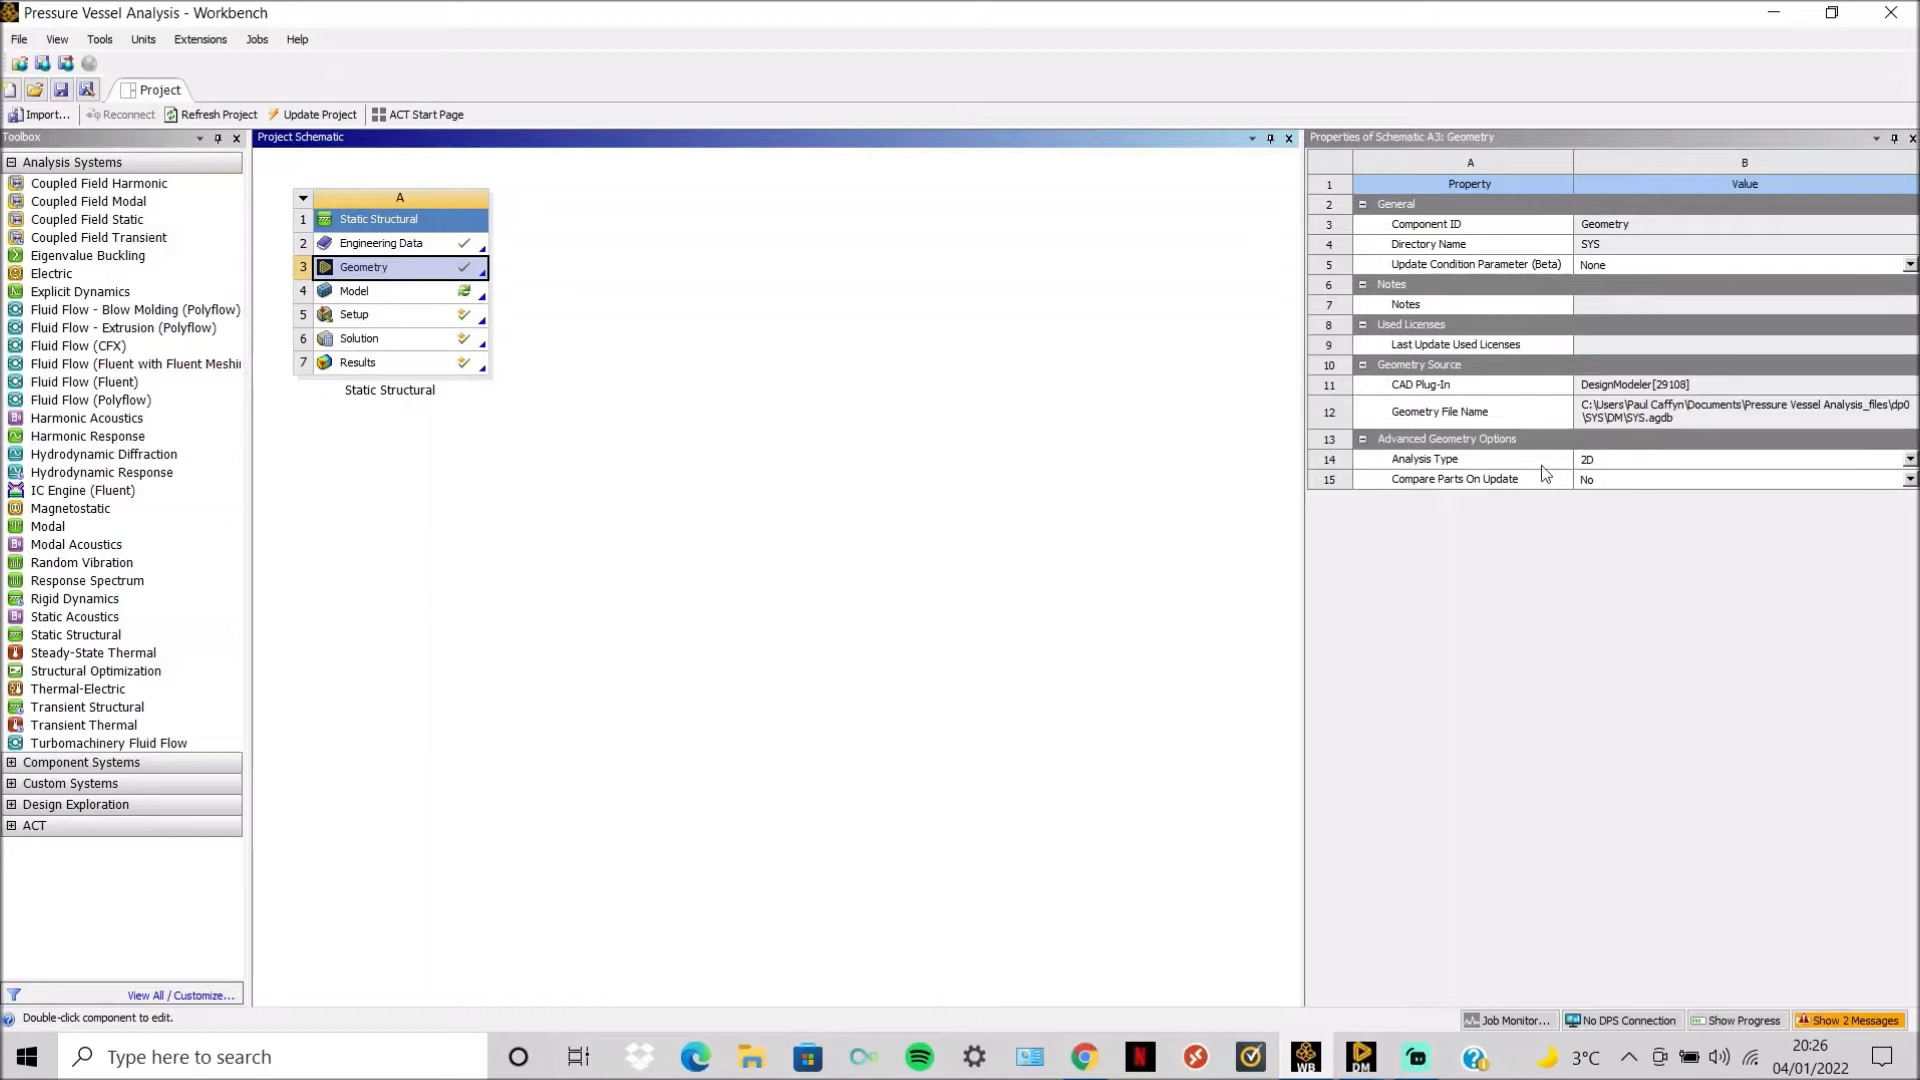 Pressure Vessel Analysis - Workbench
File View Tools Units Extensions Jobs Help
Project
Import... Reconnect Refresh Project Update Project ACT Start Page
Toolbox
Analysis Systems
Coupled Field Harmonic
Coupled Field Modal
Coupled Field Static
Coupled Field Transient
Eigenvalue Buckling
Electric
Explicit Dynamics
Fluid Flow - Blow Molding (Polyflow)
Fluid Flow - Extrusion (Polyflow)
Fluid Flow (CFX)
Fluid Flow (Fluent with Fluent Meshi
Fluid Flow (Fluent)
Fluid Flow (Polyflow)
Harmonic Acoustics
Harmonic Response
Hydrodynamic Diffraction
Hydrodynamic Response
IC Engine (Fluent)
Magnetostatic
Modal
Modal Acoustics
Random Vibration
Response Spectrum
Rigid Dynamics
Static Acoustics
Static Structural
Steady-State Thermal
Structural Optimization
Thermal-Electric
Transient Structural
Transient Thermal
Turbomachinery Fluid Flow
Component Systems
Custom Systems
Design Exploration
ACT
View All / Customize...
Project Schematic
A
1 Static Structural
2 Engineering Data
3 Geometry
4 Model
5 Setup
6 Solution
7 Results
Static Structural
Properties of Schematic A3: Geometry
A B
1 Property Value
2 General
3 Component ID Geometry
4 Directory Name SYS
5 Update Condition Parameter (Beta) None
6 Notes
7 Notes
8 Used Licenses
9 Last Update Used Licenses
10 Geometry Source
11 CAD Plug-In DesignModeler[29108]
12 Geometry File Name C:\Users\Paul Caffyn\Documents\Pressure Vessel Analysis_files\dp0
\SYS\DM\SYS.agdb
13 Advanced Geometry Options
14 Analysis Type 2D
15 Compare Parts On Update No
Double-click component to edit.
Job Monitor... No DPS Connection Show Progress Show 2 Messages
Type here to search
WB
DM
3°C
20:26
04/01/2022